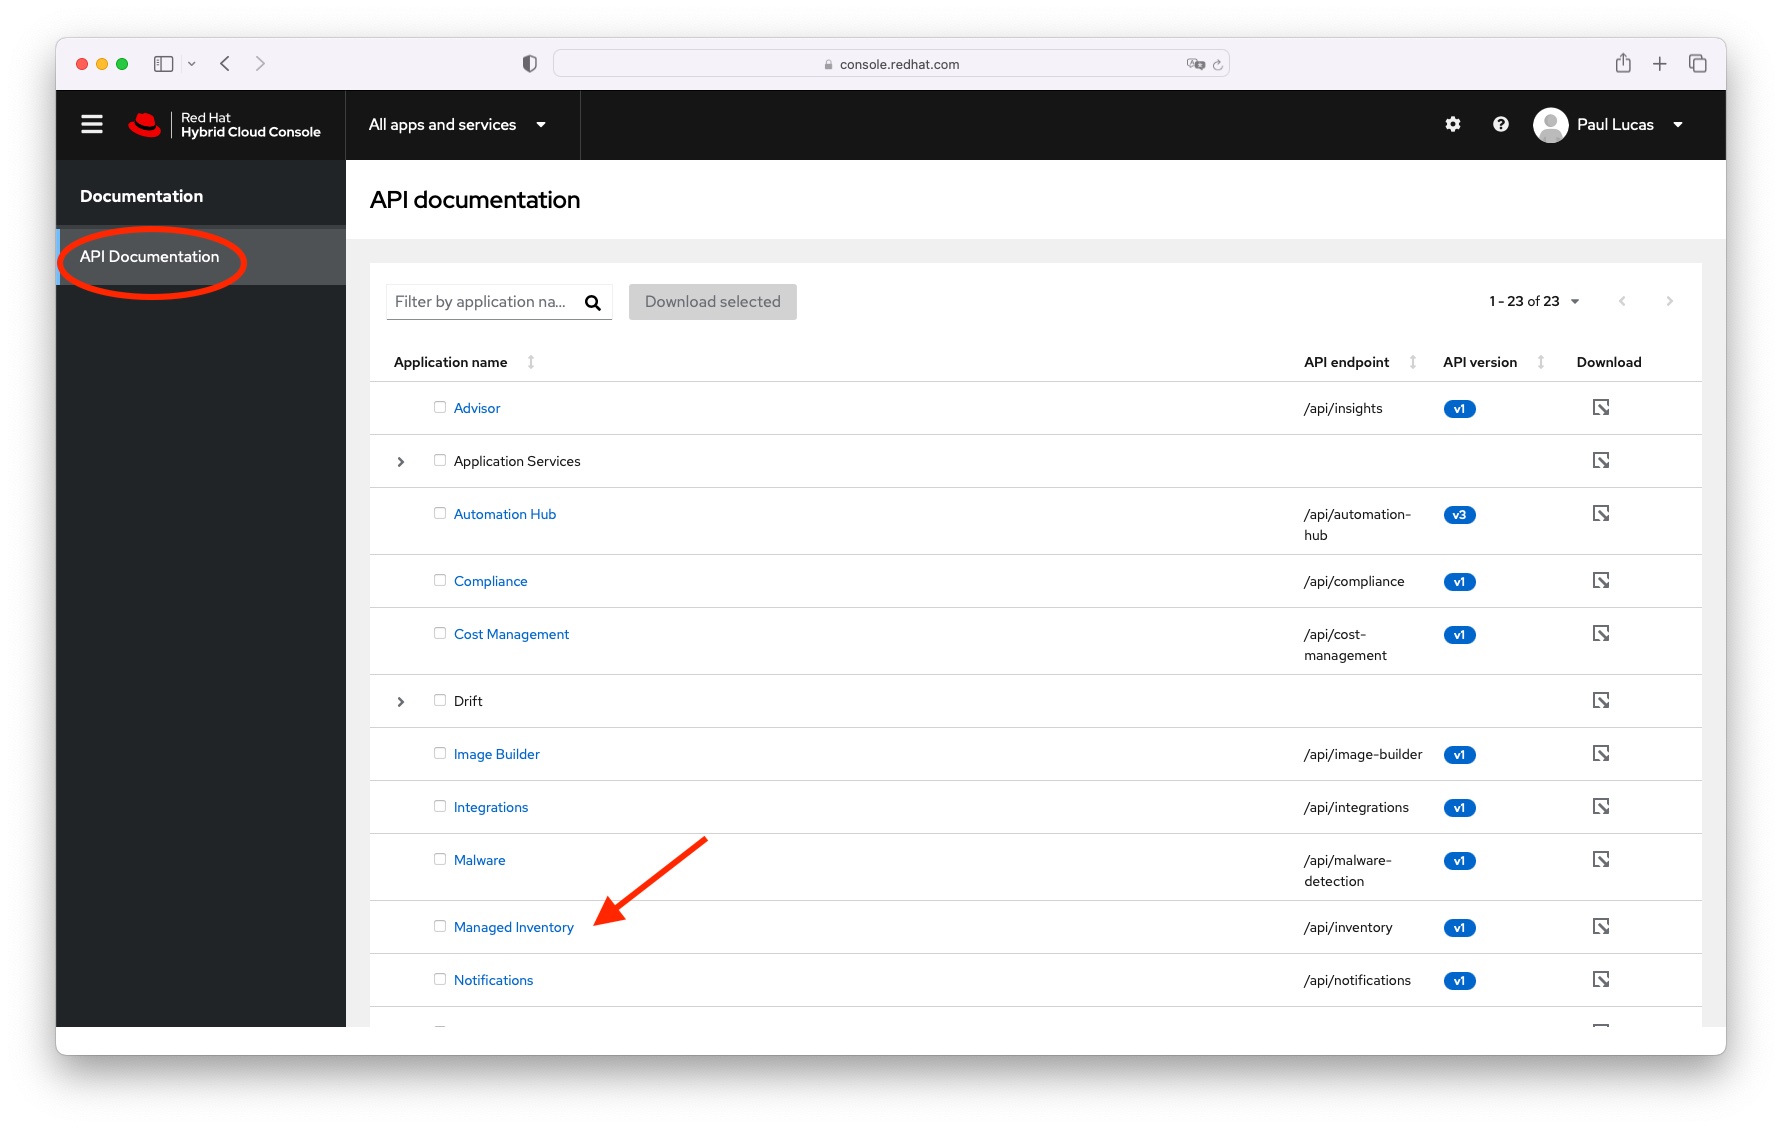 console.redhat.com
Red Hat
Hybrid Cloud Console
All apps and services
Paul Lucas
Documentation
API Documentation
API documentation
Filter by application na...
Download selected
1 - 23 of 23
Application name
API endpoint
API version
Download
Advisor
/api/insights
v1
Application Services
Automation Hub
/api/automation-
hub
v3
Compliance
/api/compliance
v1
Cost Management
/api/cost-
management
v1
Drift
Image Builder
/api/image-builder
v1
Integrations
/api/integrations
v1
Malware
/api/malware-
detection
v1
Managed Inventory
/api/inventory
v1
Notifications
/api/notifications
v1